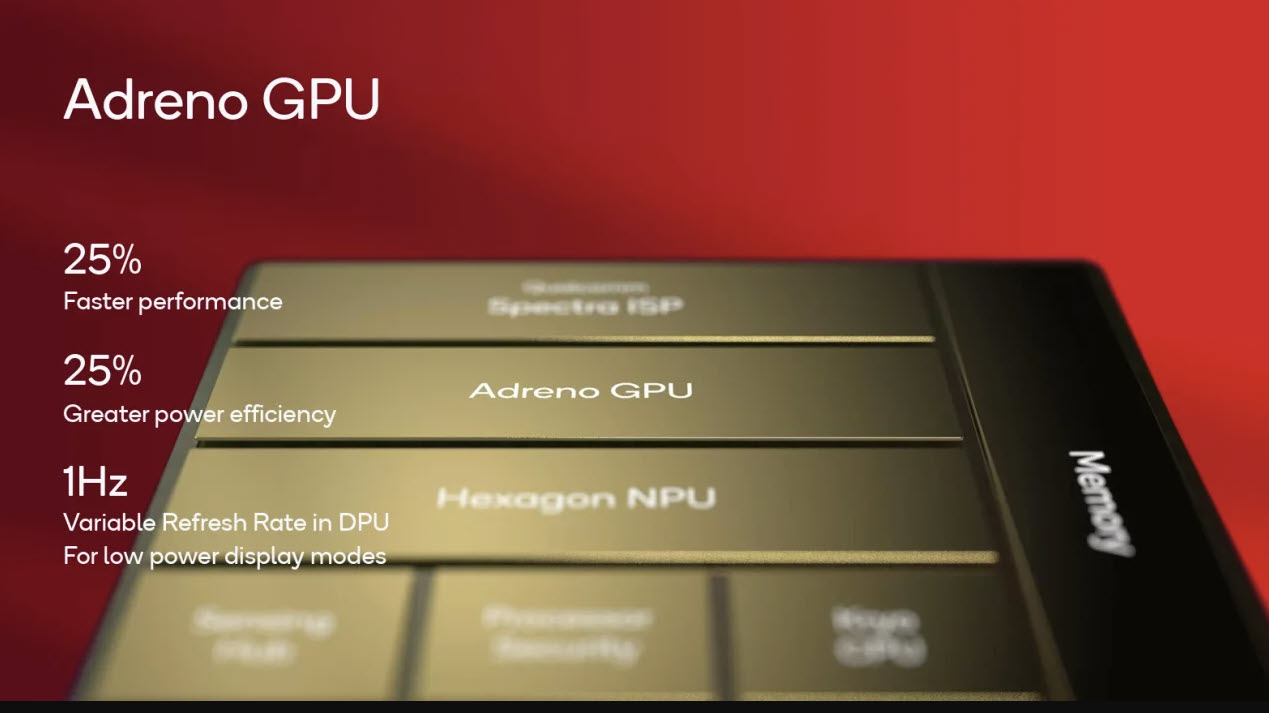 Adreno GPU
25%
Faster performance
25%
Greater power efficiency
1Hz
Variable Refresh Rate in DPU
For low power display modes
Qualcomm
Spectra ISP
Adreno GPU
Hexagon NPU
Memory
Sensing
Hub
Processor
Security
Kryo
CPU